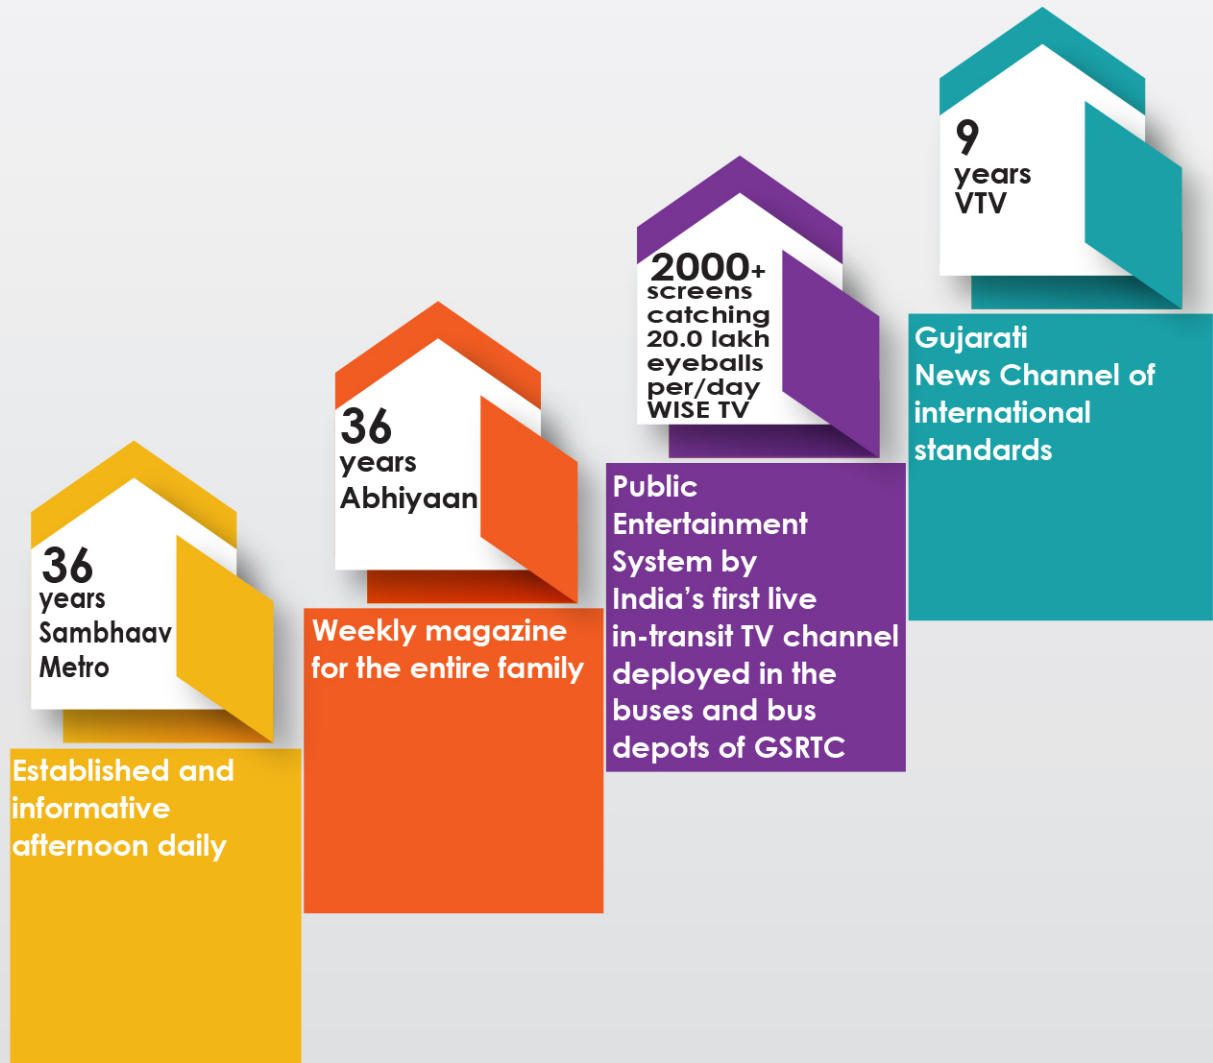 36
years
Sambhaav
Metro
Established and
informative
afternoon daily
36
years
Abhiyaan
Weekly magazine
for the entire family
2000+
screens
catching
20.0 lakh
eyeballs
per/day
WISE TV
Public
Entertainment
System by
India’s first live
in-transit TV channel
deployed in the
buses and bus
depots of GSRTC
9
years
VTV
Gujarati
News Channel of
international
standards